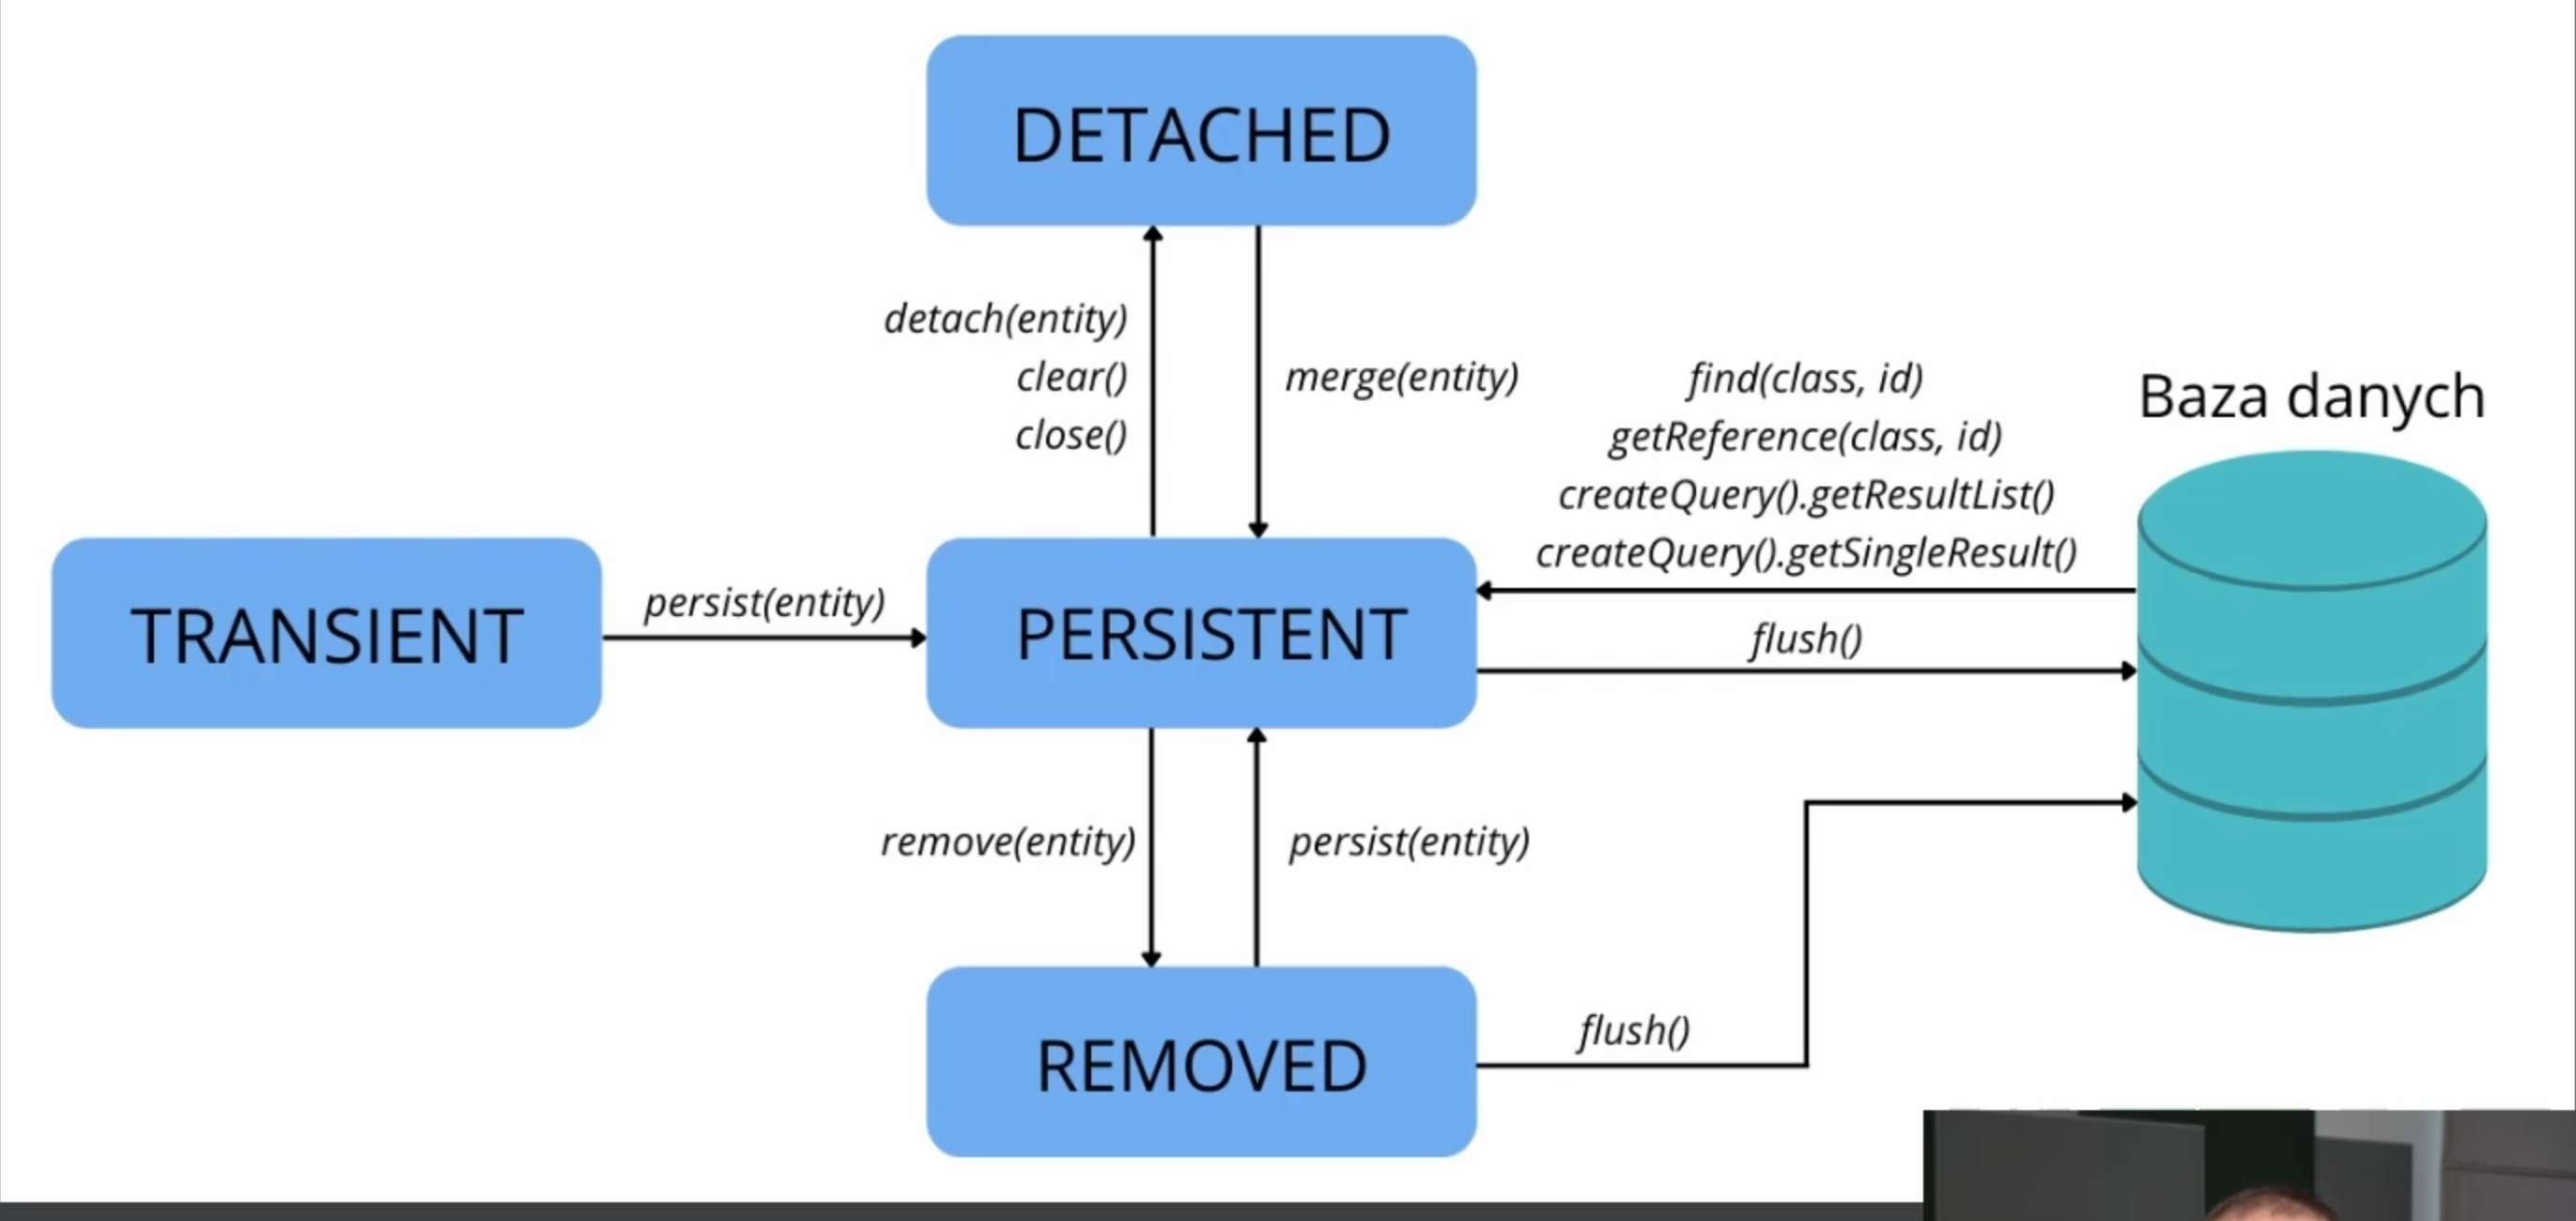 DETACHED
detach(entity)
clear()
close()
merge(entity)
find(class, id)
getReference(class, id)
createQuery().getResultList()
createQuery().getSingleResult()
Baza danych
TRANSIENT
persist(entity)
PERSISTENT
flush()
remove(entity)
persist(entity)
REMOVED
flush()